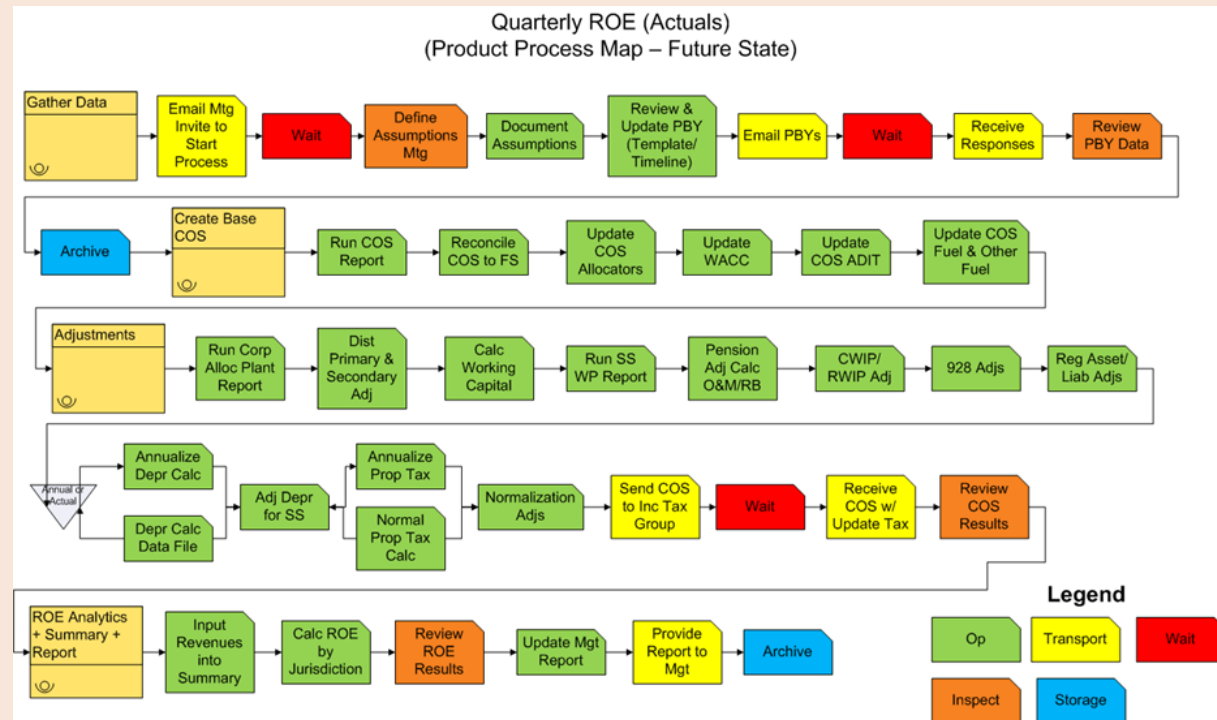 Quarterly ROE (Actuals)
(Product Process Map – Future State)
Gather Data
Email Mtg
Invite to
Start
Process
Wait
Define
Assumptions
Mtg
Document
Assumptions
Review &
Update PBY
(Template/
Timeline)
Email PBYs
Wait
Receive
Responses
Review
PBY Data
Archive
Create Base
COS
Run COS
Report
Reconcile
COS to FS
Update
COS
Allocators
Update
WACC
Update
COS ADIT
Update COS
Fuel & Other
Fuel
Adjustments
Run Corp
Alloc Plant
Report
Dist
Primary &
Secondary
Adj
Calc
Working
Capital
Run SS
WP Report
Pension
Adj Calc
O&M/RB
CWIP/
RWIP Adj
928 Adjs
Reg Asset/
Liab Adjs
Annual or
Actual
Annualize
Depr Calc
Depr Calc
Data File
Adj Depr
for SS
Annualize
Prop Tax
Normal
Prop Tax
Calc
Normalization
Adjs
Send COS
to Inc Tax
Group
Wait
Receive
COS w/
Update Tax
Review
COS
Results
ROE Analytics
+ Summary +
Report
Input
Revenues
into
Summary
Calc ROE
by
Jurisdiction
Review
ROE
Results
Update Mgt
Report
Provide
Report to
Mgt
Archive
Legend
Op
Transport
Wait
Inspect
Storage